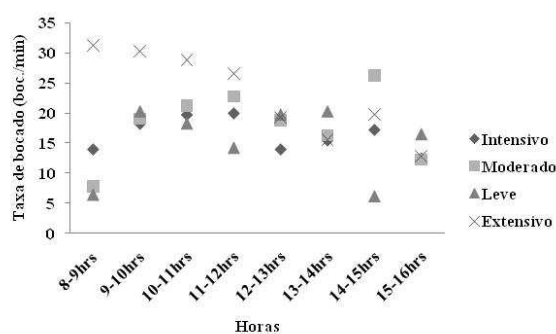 Taxa de bocado (boc./min)
35
30
25
20
15
10
5
0
8-9hrs
9-10hrs
10-11hrs
11-12hrs
12-13hrs
13-14hrs
14-15hrs
15-16hrs
Horas
Intensivo
Moderado
Leve
Extensivo